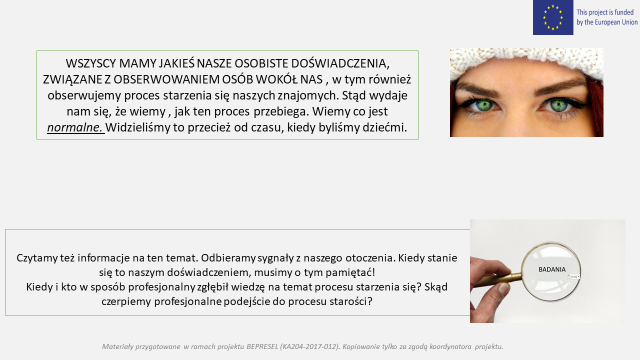 This project is funded
by the European Union
WSZYSCY MAMY JAKIEŚ NASZE OSOBISTE DOŚWIADCZENIA,
ZWIĄZANE Z OBSERWOWANIEM OSÓB WOKÓŁ NAS , w tym również
obserwujemy proces starzenia się naszych znajomych. Stąd wydaje
nam się, że wiemy , jak ten proces przebiega. Wiemy co jest
normalne. Widzieliśmy to przecież od czasu, kiedy byliśmy dziećmi.
Czytamy też informacje na ten temat. Odbieramy sygnały z naszego otoczenia. Kiedy stanie
się to naszym doświadczeniem, musimy o tym pamiętać!
Kiedy i kto w sposób profesjonalny zgłębił wiedzę na temat procesu starzenia się? Skąd
czerpiemy profesjonalne podejście do procesu starości?
BADANIA
Materiały przygotowane w ramach projektu BEPRESEL (KA204-2017-012). Kopiowanie tylko za zgodą koordynatora projektu.